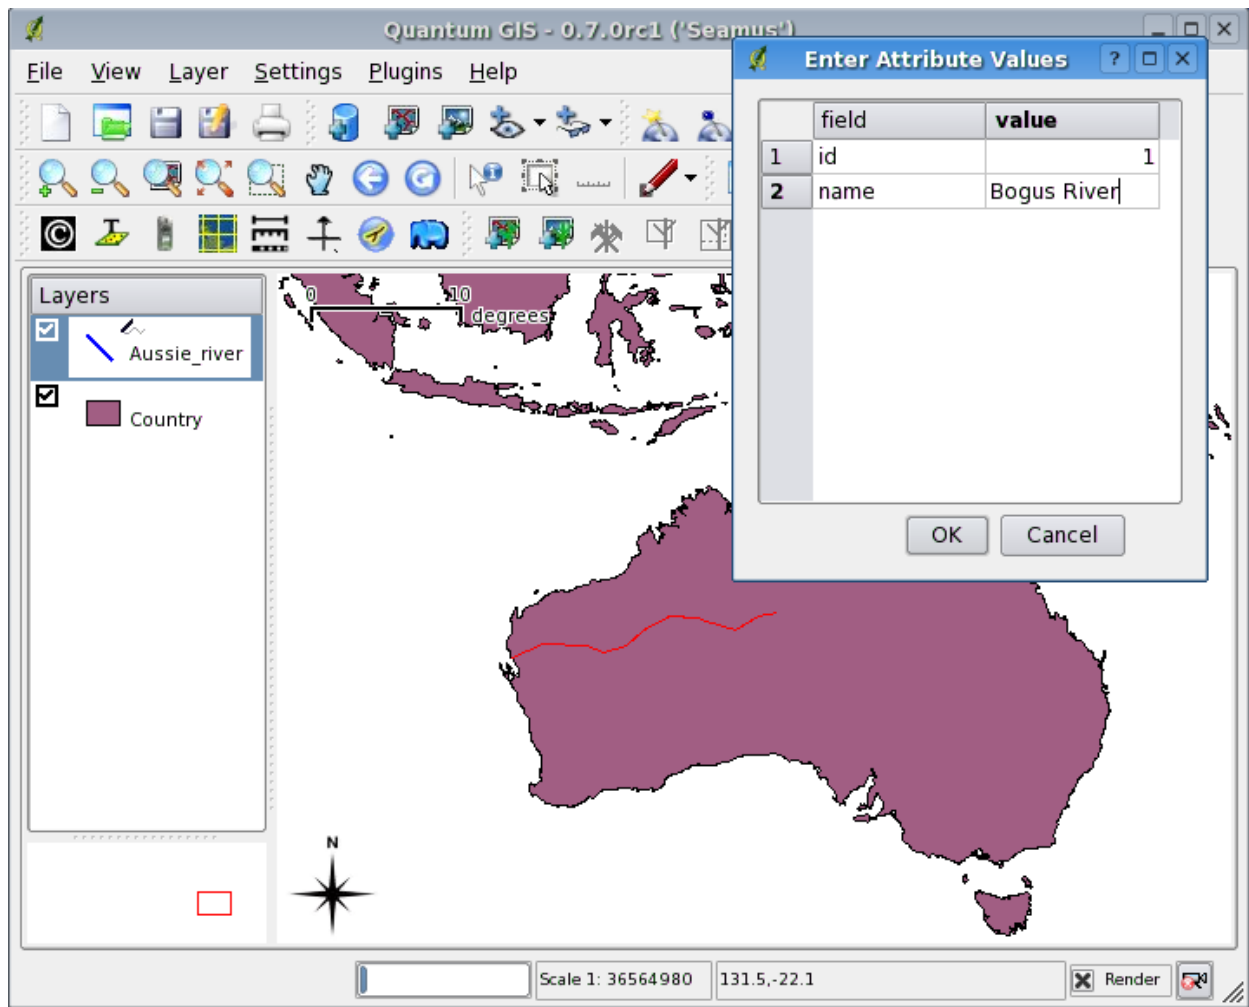 Quantum GIS - 0.7.0rc1 ('Seamus')
File View Layer Settings Plugins Help
Enter Attribute Values
field value
1 id 1
2 name Bogus River
OK Cancel
Layers
Aussie_river
Country
0 10
degrees
N
Scale 1: 36564980
131.5,-22.1
Render